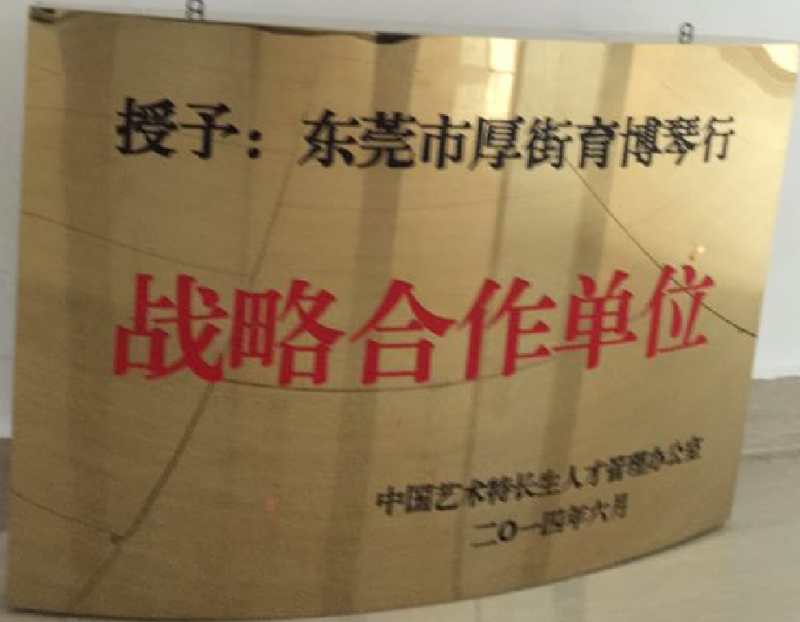 授予：东莞市厚街育博琴行
战略合作单位
中国艺术特长生人才管理办公室
二〇一四年六月